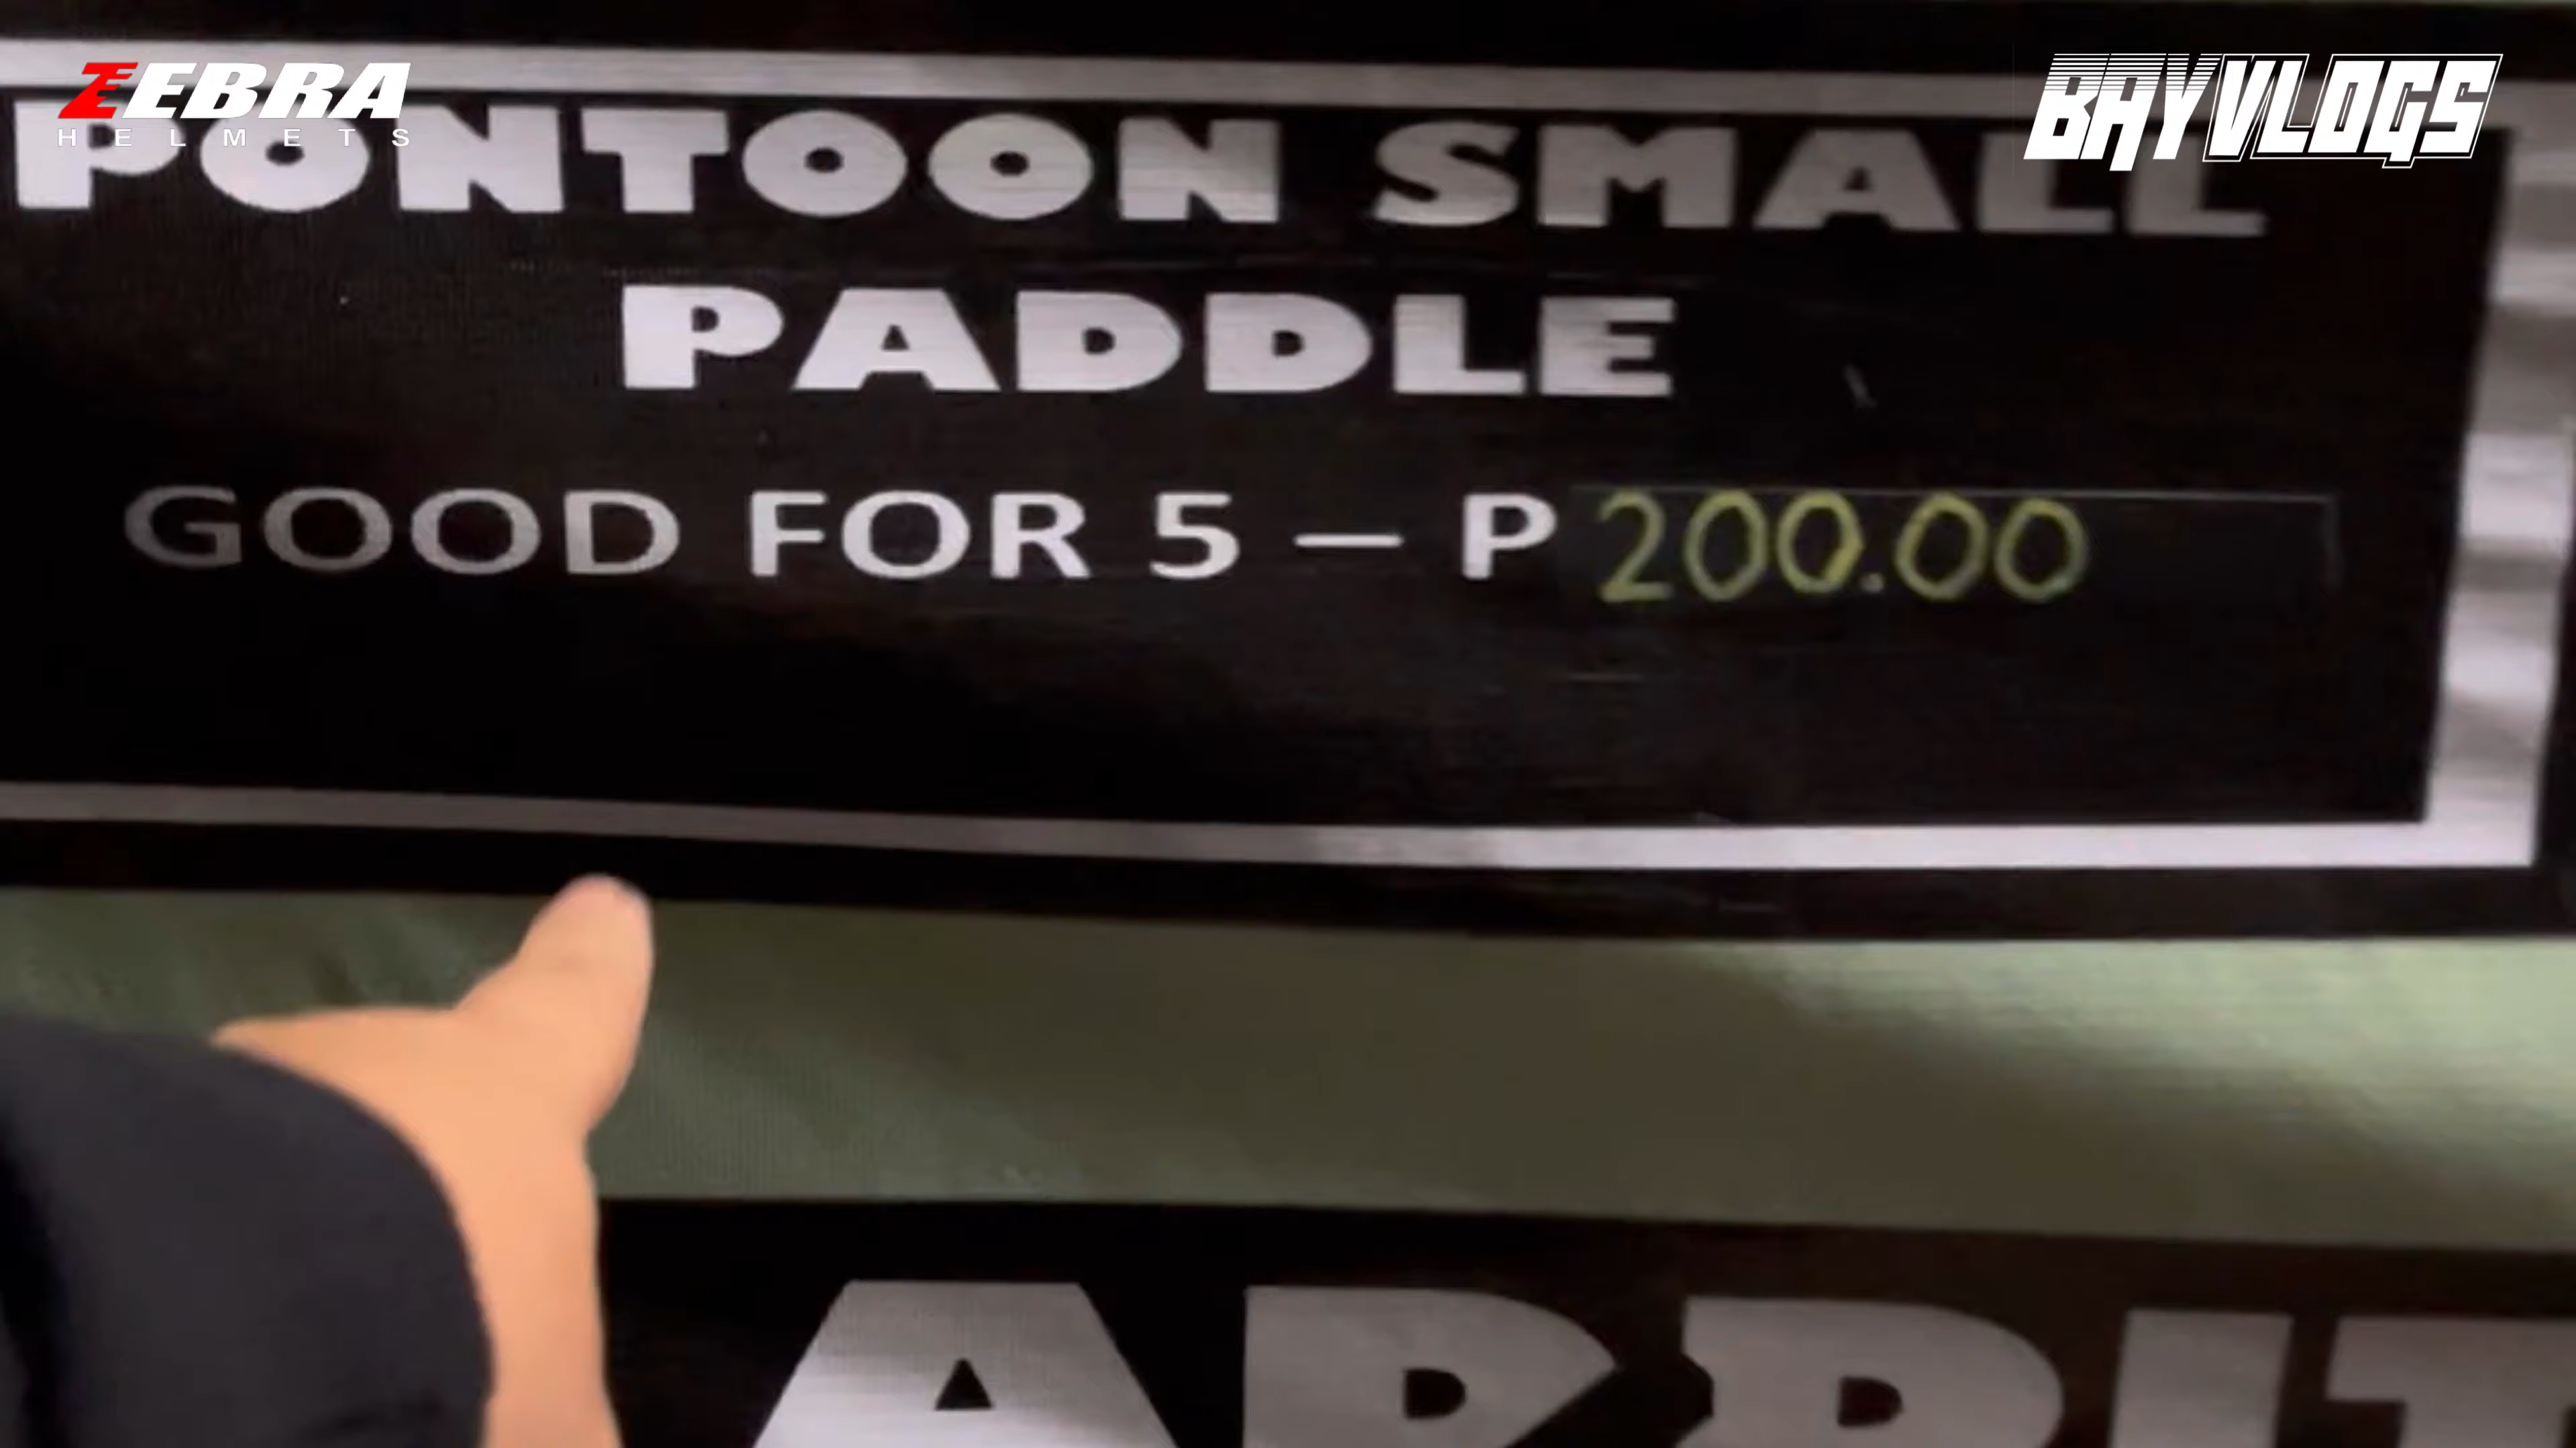 ZEBRA
HELMETS
BAYVLOGS
PONTOON SMALL
PADDLE
GOOD FOR 5 – P 200.00